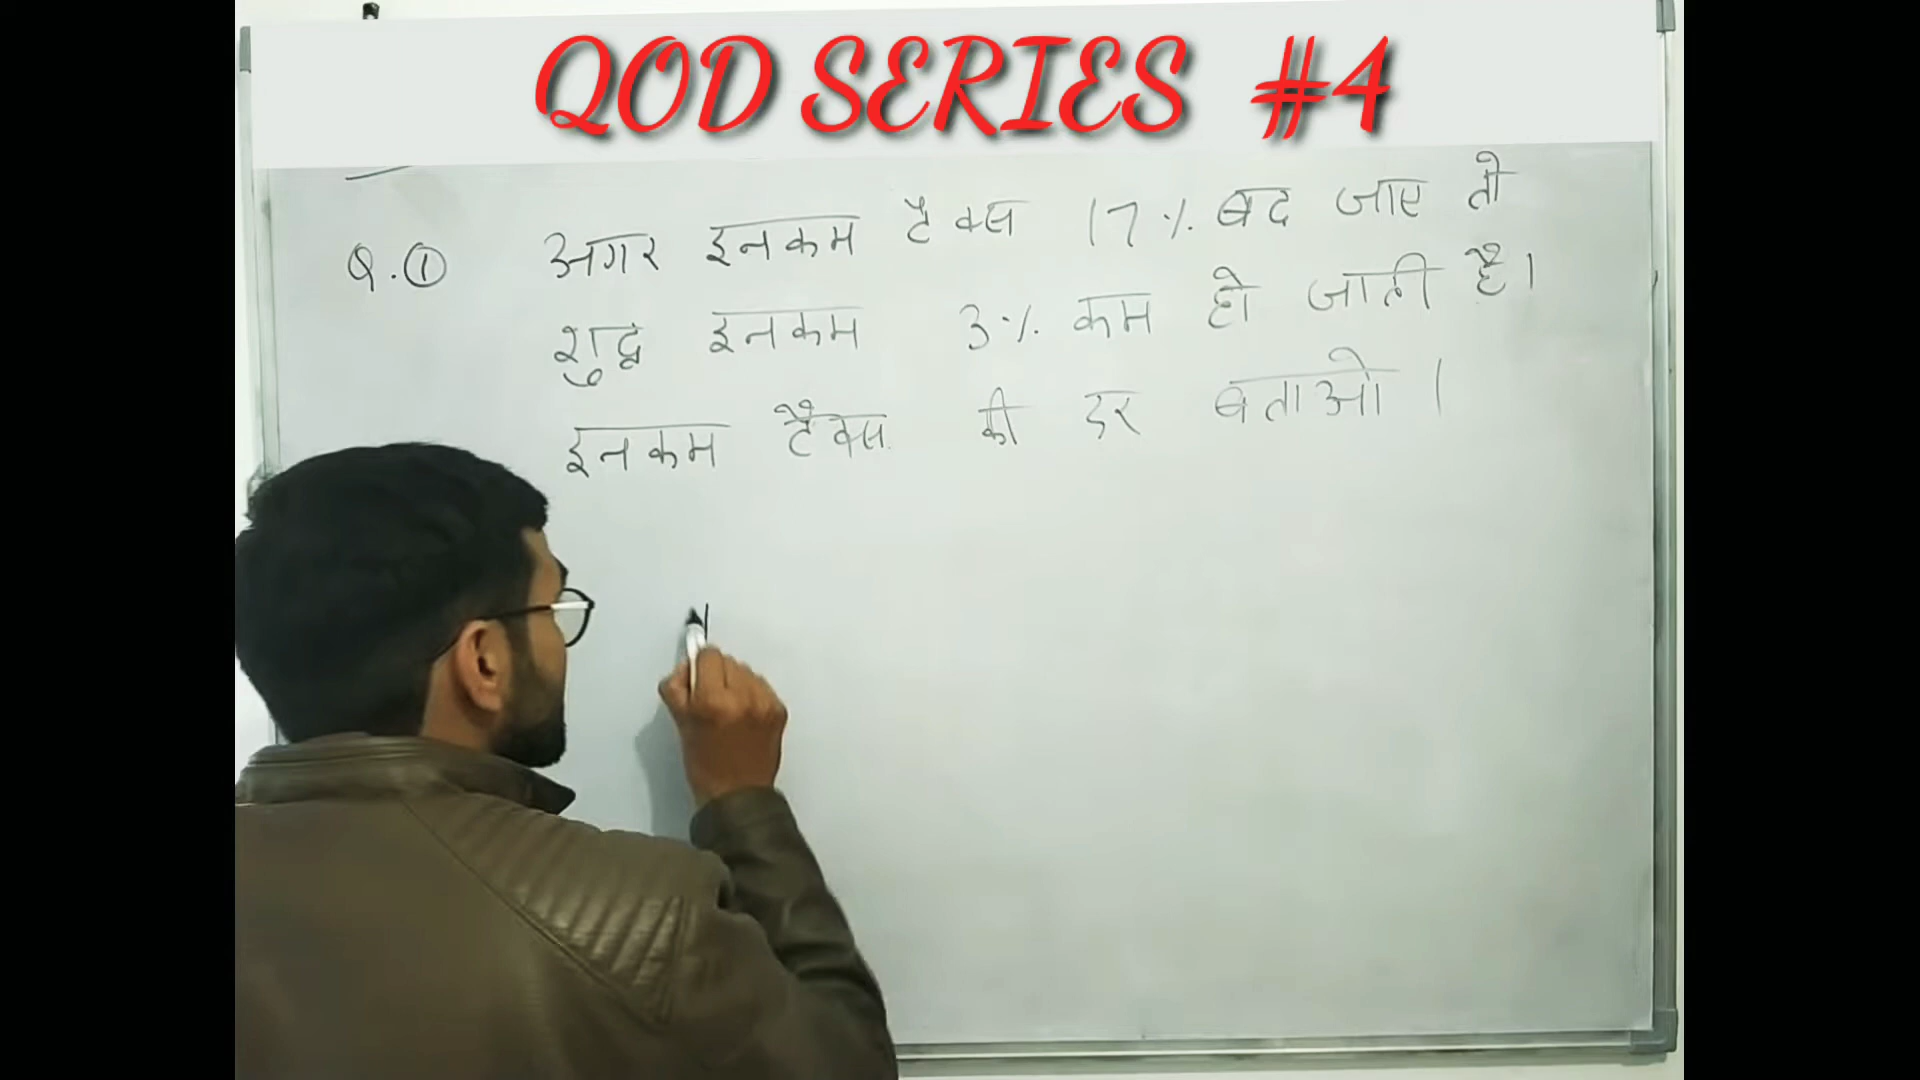 QOD SERIES #4
Q.① अगर इनकम टैक्स 17% बढ जाए तो
शुद्ध इनकम 3% कम हो जाती है।
इनकम टैक्स की दर बताओ।